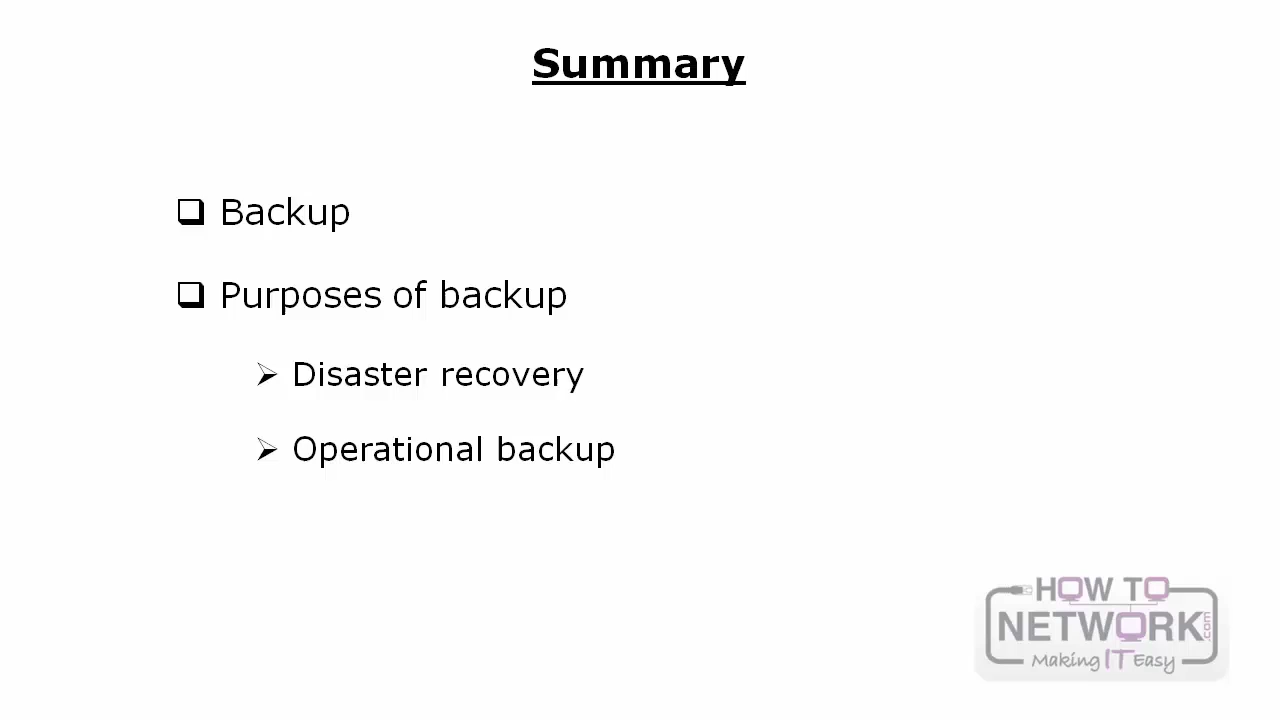 Summary
Backup
Purposes of backup
Disaster recovery
Operational backup
HOW TO
NETWORK.com
Making IT Easy